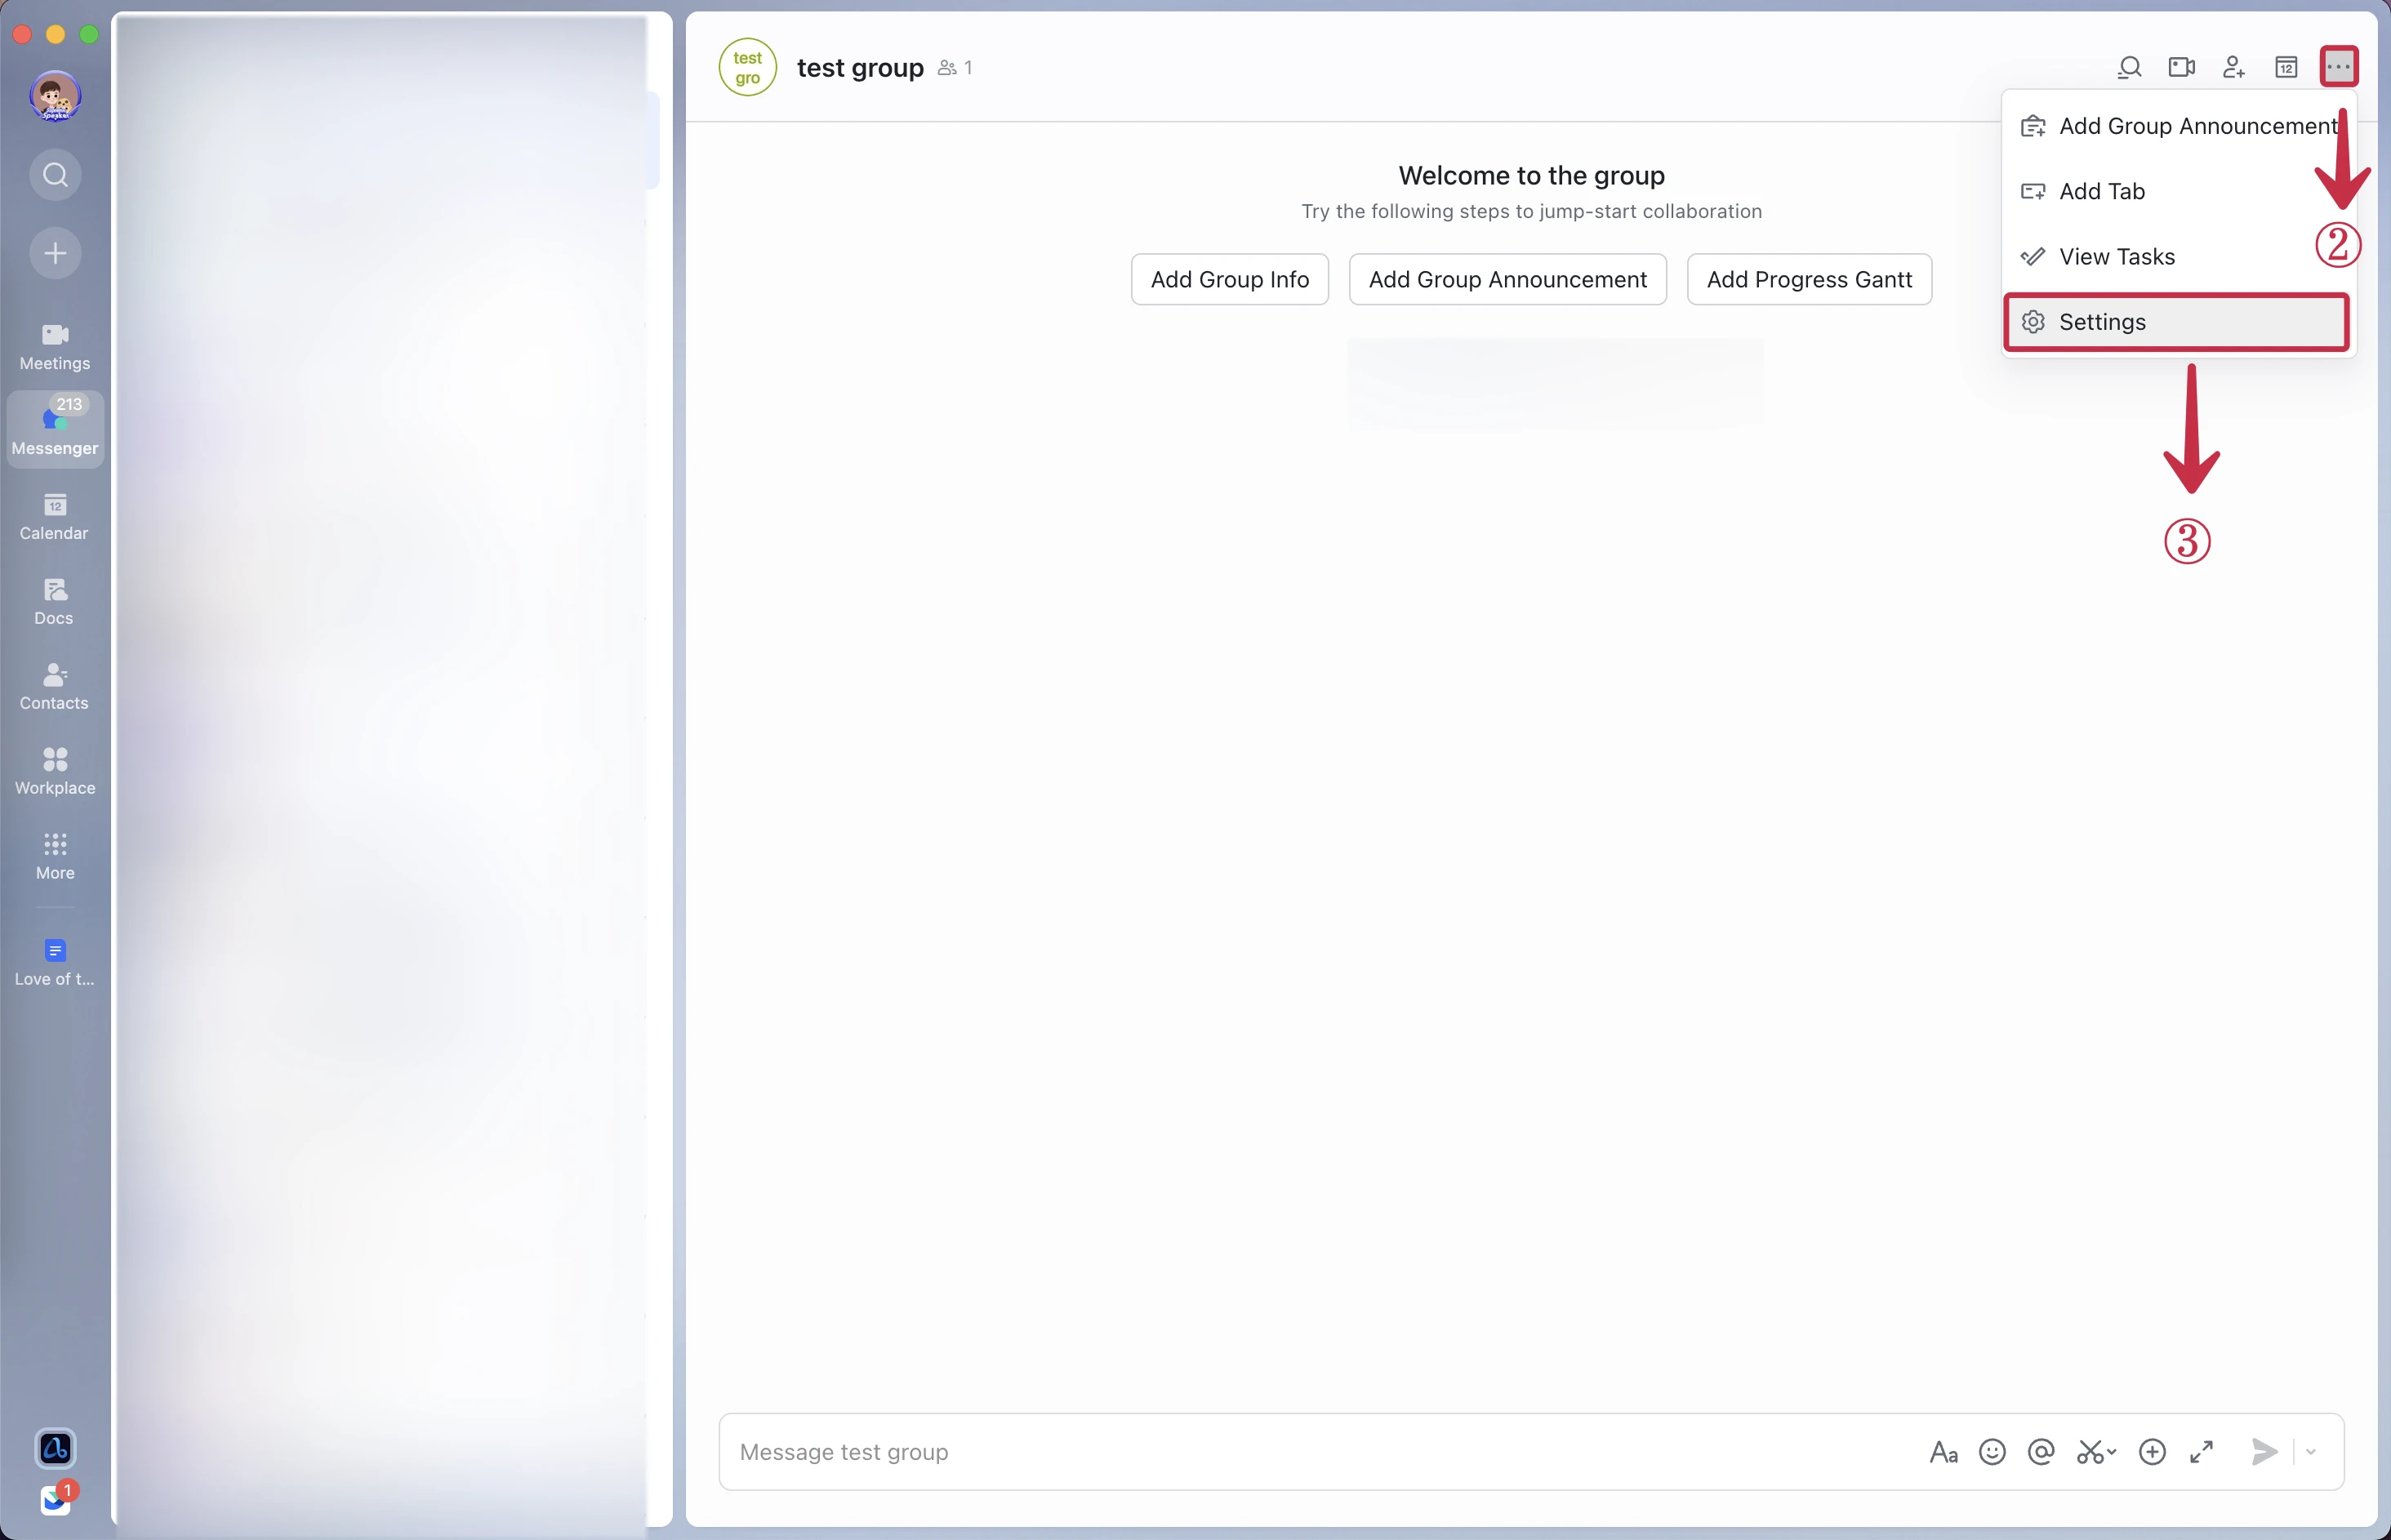 Speaker
Meetings
213
Messenger
12
Calendar
Docs
Contacts
Workplace
More
Love of t...
1
test
gro
test group 1
12
Add Group Announcement
Add Tab
View Tasks
Settings
②
③
Welcome to the group
Try the following steps to jump-start collaboration
Add Group Info
Add Group Announcement
Add Progress Gantt
Message test group
Aa